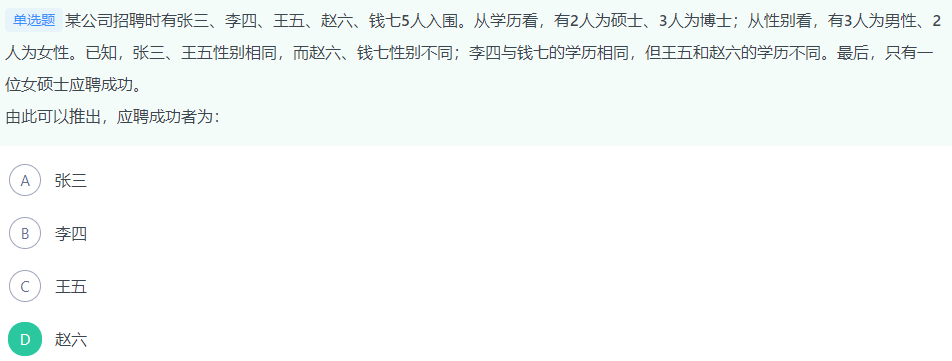 单选题 某公司招聘时有张三、李四、王五、赵六、钱七5人入围。从学历看，有2人为硕士、3人为博士；从性别看，有3人为男性、2
人为女性。已知，张三、王五性别相同，而赵六、钱七性别不同；李四与钱七的学历相同，但王五和赵六的学历不同。最后，只有一
位女硕士应聘成功。
由此可以推出，应聘成功者为：
A 张三
B 李四
C 王五
D 赵六